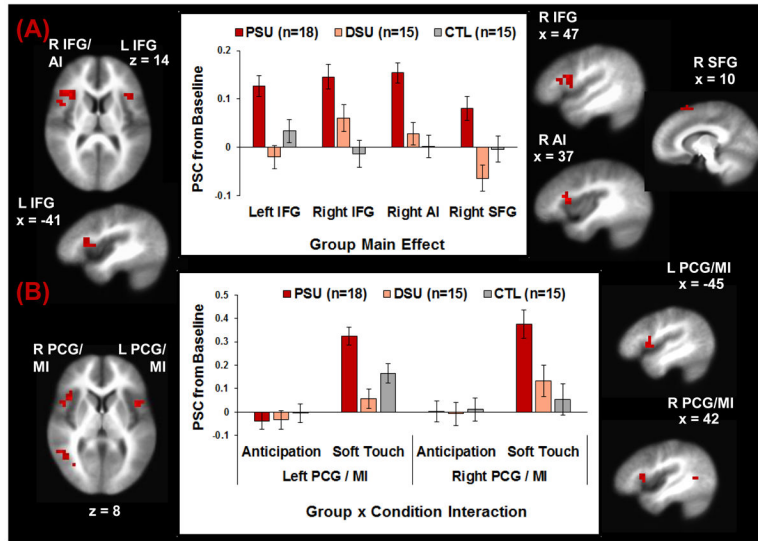 (A)
R IFG/
AI
L IFG
z = 14
L IFG
x = -41
PSU (n=18) DSU (n=15) CTL (n=15)
PSC from Baseline
0.2
0.1
0
-0.1
Left IFG Right IFG Right AI Right SFG
Group Main Effect
R IFG
x = 47
R SFG
x = 10
R AI
x = 37
(B)
R PCG/
MI
L PCG/
MI
z = 8
PSU (n=18) DSU (n=15) CTL (n=15)
PSC from Baseline
0.5
0.4
0.3
0.2
0.1
0
-0.1
Anticipation Soft Touch Anticipation Soft Touch
Left PCG / MI Right PCG / MI
Group x Condition Interaction
L PCG/MI
x = -45
R PCG/MI
x = 42